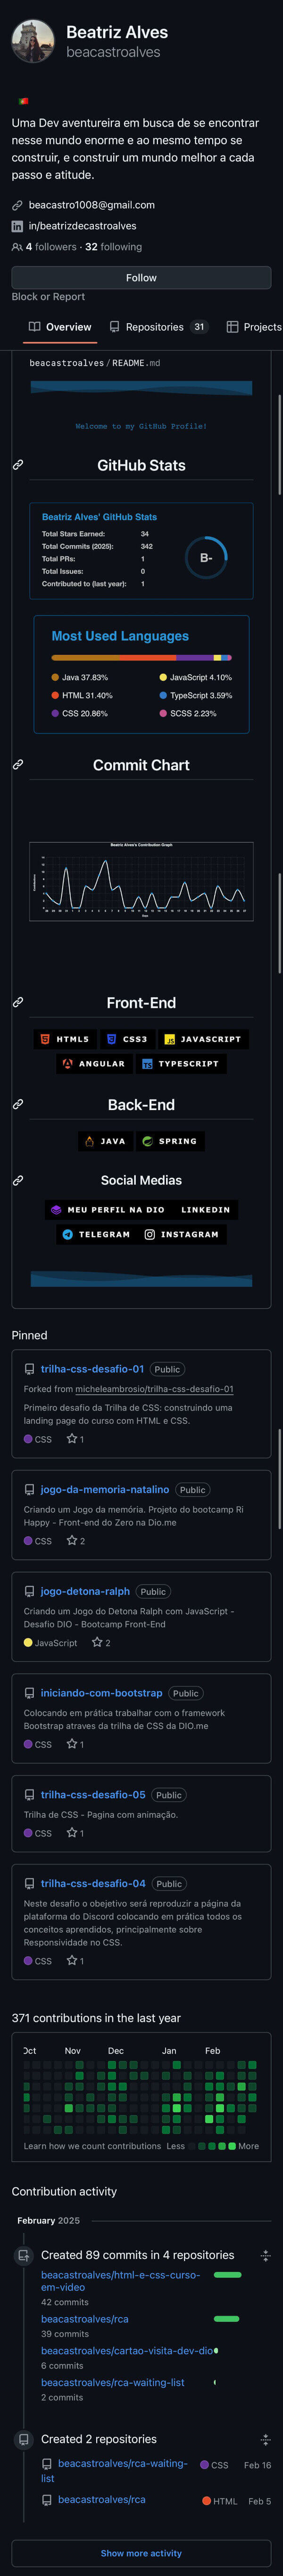 Beatriz Alves
beacastroalves
Uma Dev aventureira em busca de se encontrar
nesse mundo enorme e ao mesmo tempo se
construir, e construir um mundo melhor a cada
passo e atitude.
beacastro1008@gmail.com
in/beatrizdecastroalves
4 followers · 32 following
Follow
Block or Report
Overview Repositories 31 Projects
beacastroalves/README.md
Welcome to my GitHub Profile!
GitHub Stats
Beatriz Alves' GitHub Stats
Total Stars Earned: 34
Total Commits (2025): 342
Total PRs: 1
Total Issues: 0
Contributed to (last year): 1
B-
Most Used Languages
Java 37.83% JavaScript 4.10%
HTML 31.40% TypeScript 3.59%
CSS 20.86% SCSS 2.23%
Commit Chart
Beatriz Alves's Contribution Graph
Front-End
HTML5 CSS3 JS JAVASCRIPT
ANGULAR TS TYPESCRIPT
Back-End
JAVA SPRING
Social Medias
MEU PERFIL NA DIO LINKEDIN
TELEGRAM INSTAGRAM
Pinned
trilha-css-desafio-01 Public
Forked from micheleambrosio/trilha-css-desafio-01
Primeiro desafio da Trilha de CSS: construindo uma
landing page do curso com HTML e CSS.
CSS 1
jogo-da-memoria-natalino Public
Criando um Jogo da memória. Projeto do bootcamp Ri
Happy - Front-end do Zero na Dio.me
CSS 2
jogo-detona-ralph Public
Criando um Jogo do Detona Ralph com JavaScript -
Desafio DIO - Bootcamp Front-End
JavaScript 2
iniciando-com-bootstrap Public
Colocando em prática trabalhar com o framework
Bootstrap atraves da trilha de CSS da DIO.me
CSS 1
trilha-css-desafio-05 Public
Trilha de CSS - Pagina com animação.
CSS 1
trilha-css-desafio-04 Public
Neste desafio o obejetivo será reproduzir a página da
plataforma do Discord colocando em prática todos os
conceitos aprendidos, principalmente sobre
Responsividade no CSS.
CSS 1
371 contributions in the last year
Oct Nov Dec Jan Feb
Learn how we count contributions Less More
Contribution activity
February 2025
Created 89 commits in 4 repositories
beacastroalves/html-e-css-curso-
em-video
42 commits
beacastroalves/rca
39 commits
beacastroalves/cartao-visita-dev-dio
6 commits
beacastroalves/rca-waiting-list
2 commits
Created 2 repositories
beacastroalves/rca-waiting- CSS Feb 16
list
beacastroalves/rca HTML Feb 5
Show more activity